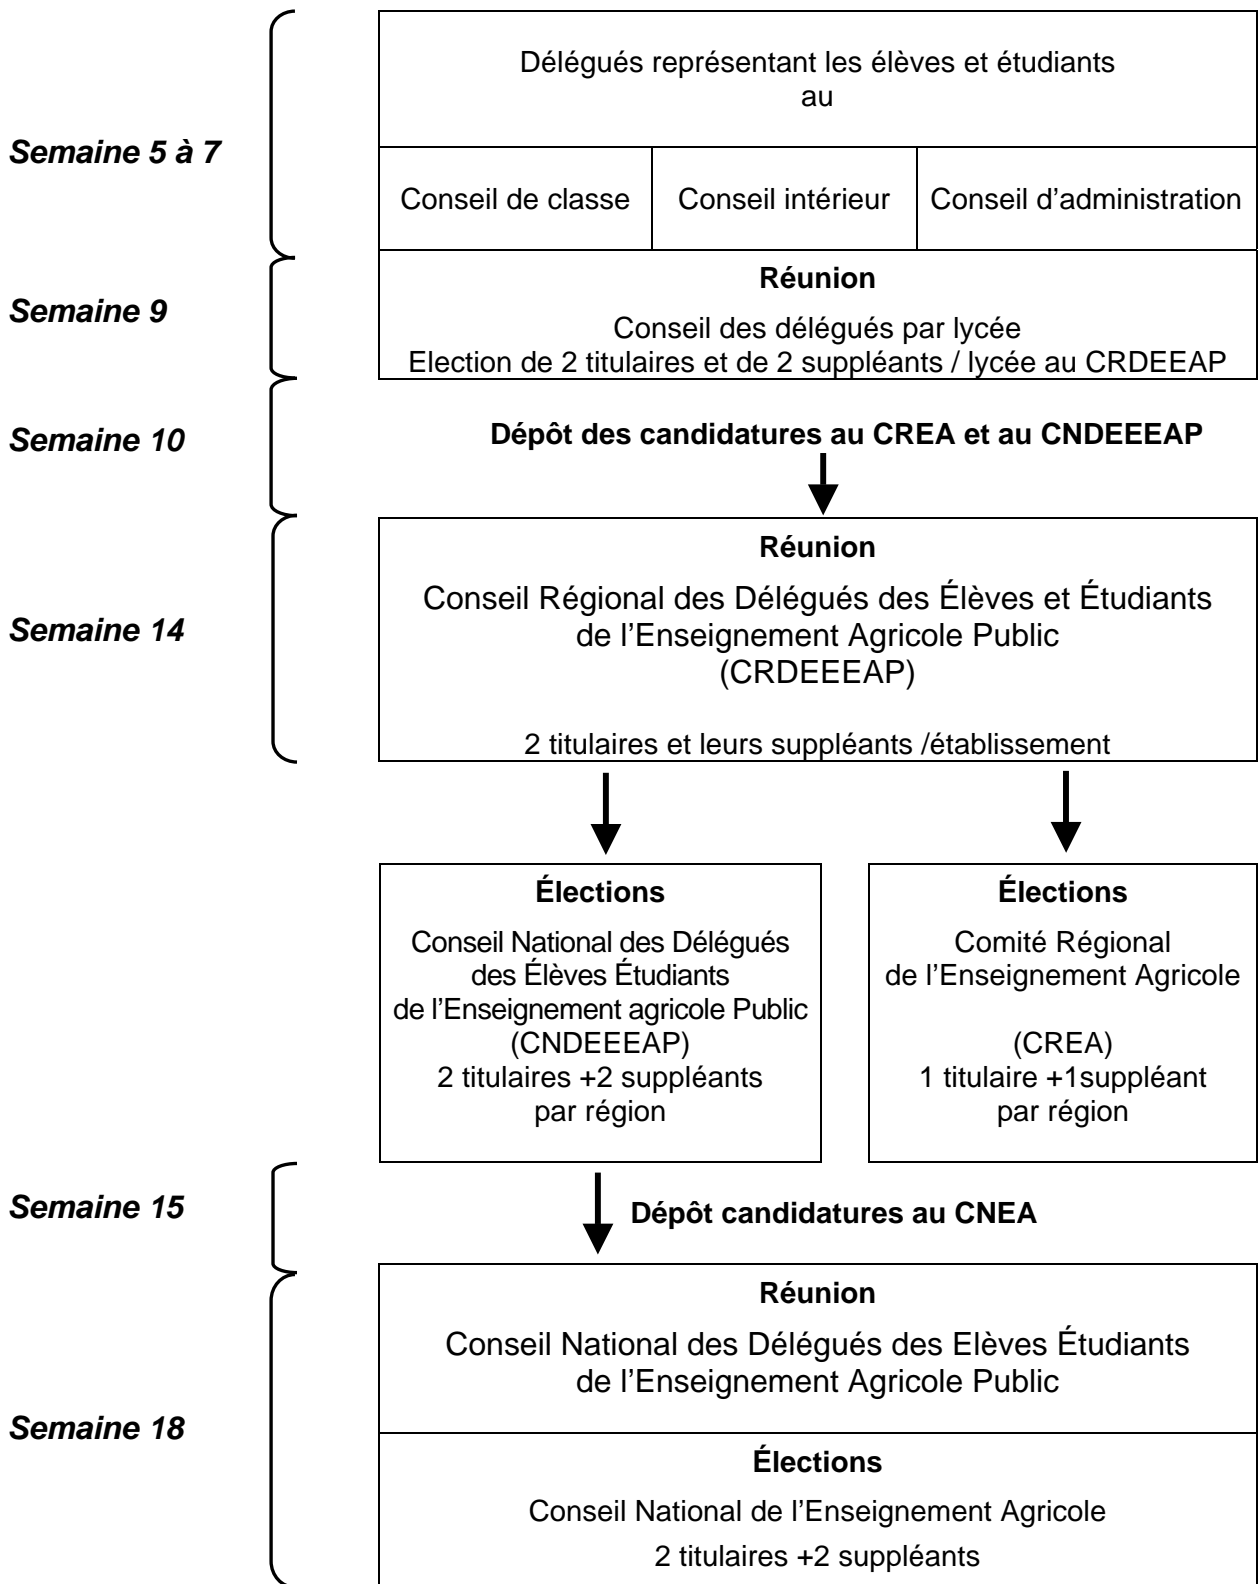 Délégués représentant les élèves et étudiants
au
Semaine 5 à 7
Conseil de classe
Conseil intérieur
Conseil d'administration
Semaine 9
Réunion
Conseil des délégués par lycée
Election de 2 titulaires et de 2 suppléants / lycée au CRDEEAP
Semaine 10
Dépôt des candidatures au CREA et au CNDEEEAP
Semaine 14
Réunion
Conseil Régional des Délégués des Élèves et Étudiants
de l'Enseignement Agricole Public
(CRDEEEAP)
2 titulaires et leurs suppléants /établissement
Élections
Conseil National des Délégués
des Élèves Étudiants
de l'Enseignement agricole Public
(CNDEEEAP)
2 titulaires +2 suppléants
par région
Élections
Comité Régional
de l'Enseignement Agricole
(CREA)
1 titulaire +1suppléant
par région
Semaine 15
Dépôt candidatures au CNEA
Semaine 18
Réunion
Conseil National des Délégués des Elèves Étudiants
de l'Enseignement Agricole Public
Élections
Conseil National de l'Enseignement Agricole
2 titulaires +2 suppléants